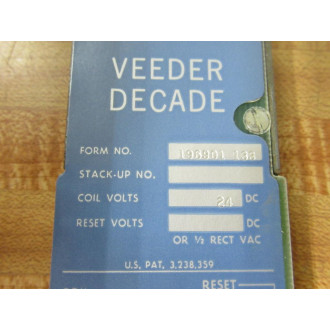 VEEDER
DECADE
FORM NO.
STACK-UP NO.
COIL VOLTS 24 DC
RESET VOLTS DC
OR ½ RECT VAC
U.S. PAT. 3,238,359
RESET